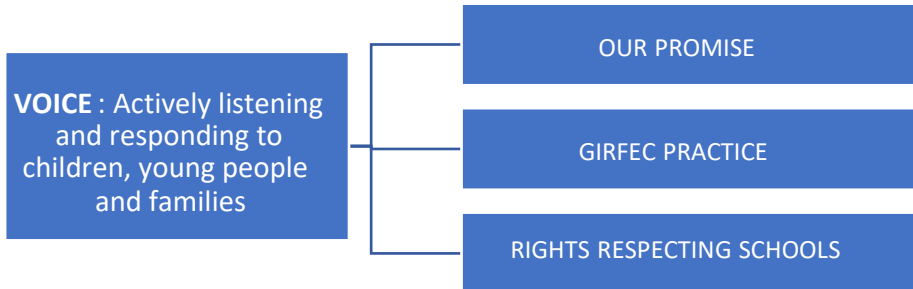 VOICE : Actively listening
and responding to
children, young people
and families
OUR PROMISE
GIRFEC PRACTICE
RIGHTS RESPECTING SCHOOLS